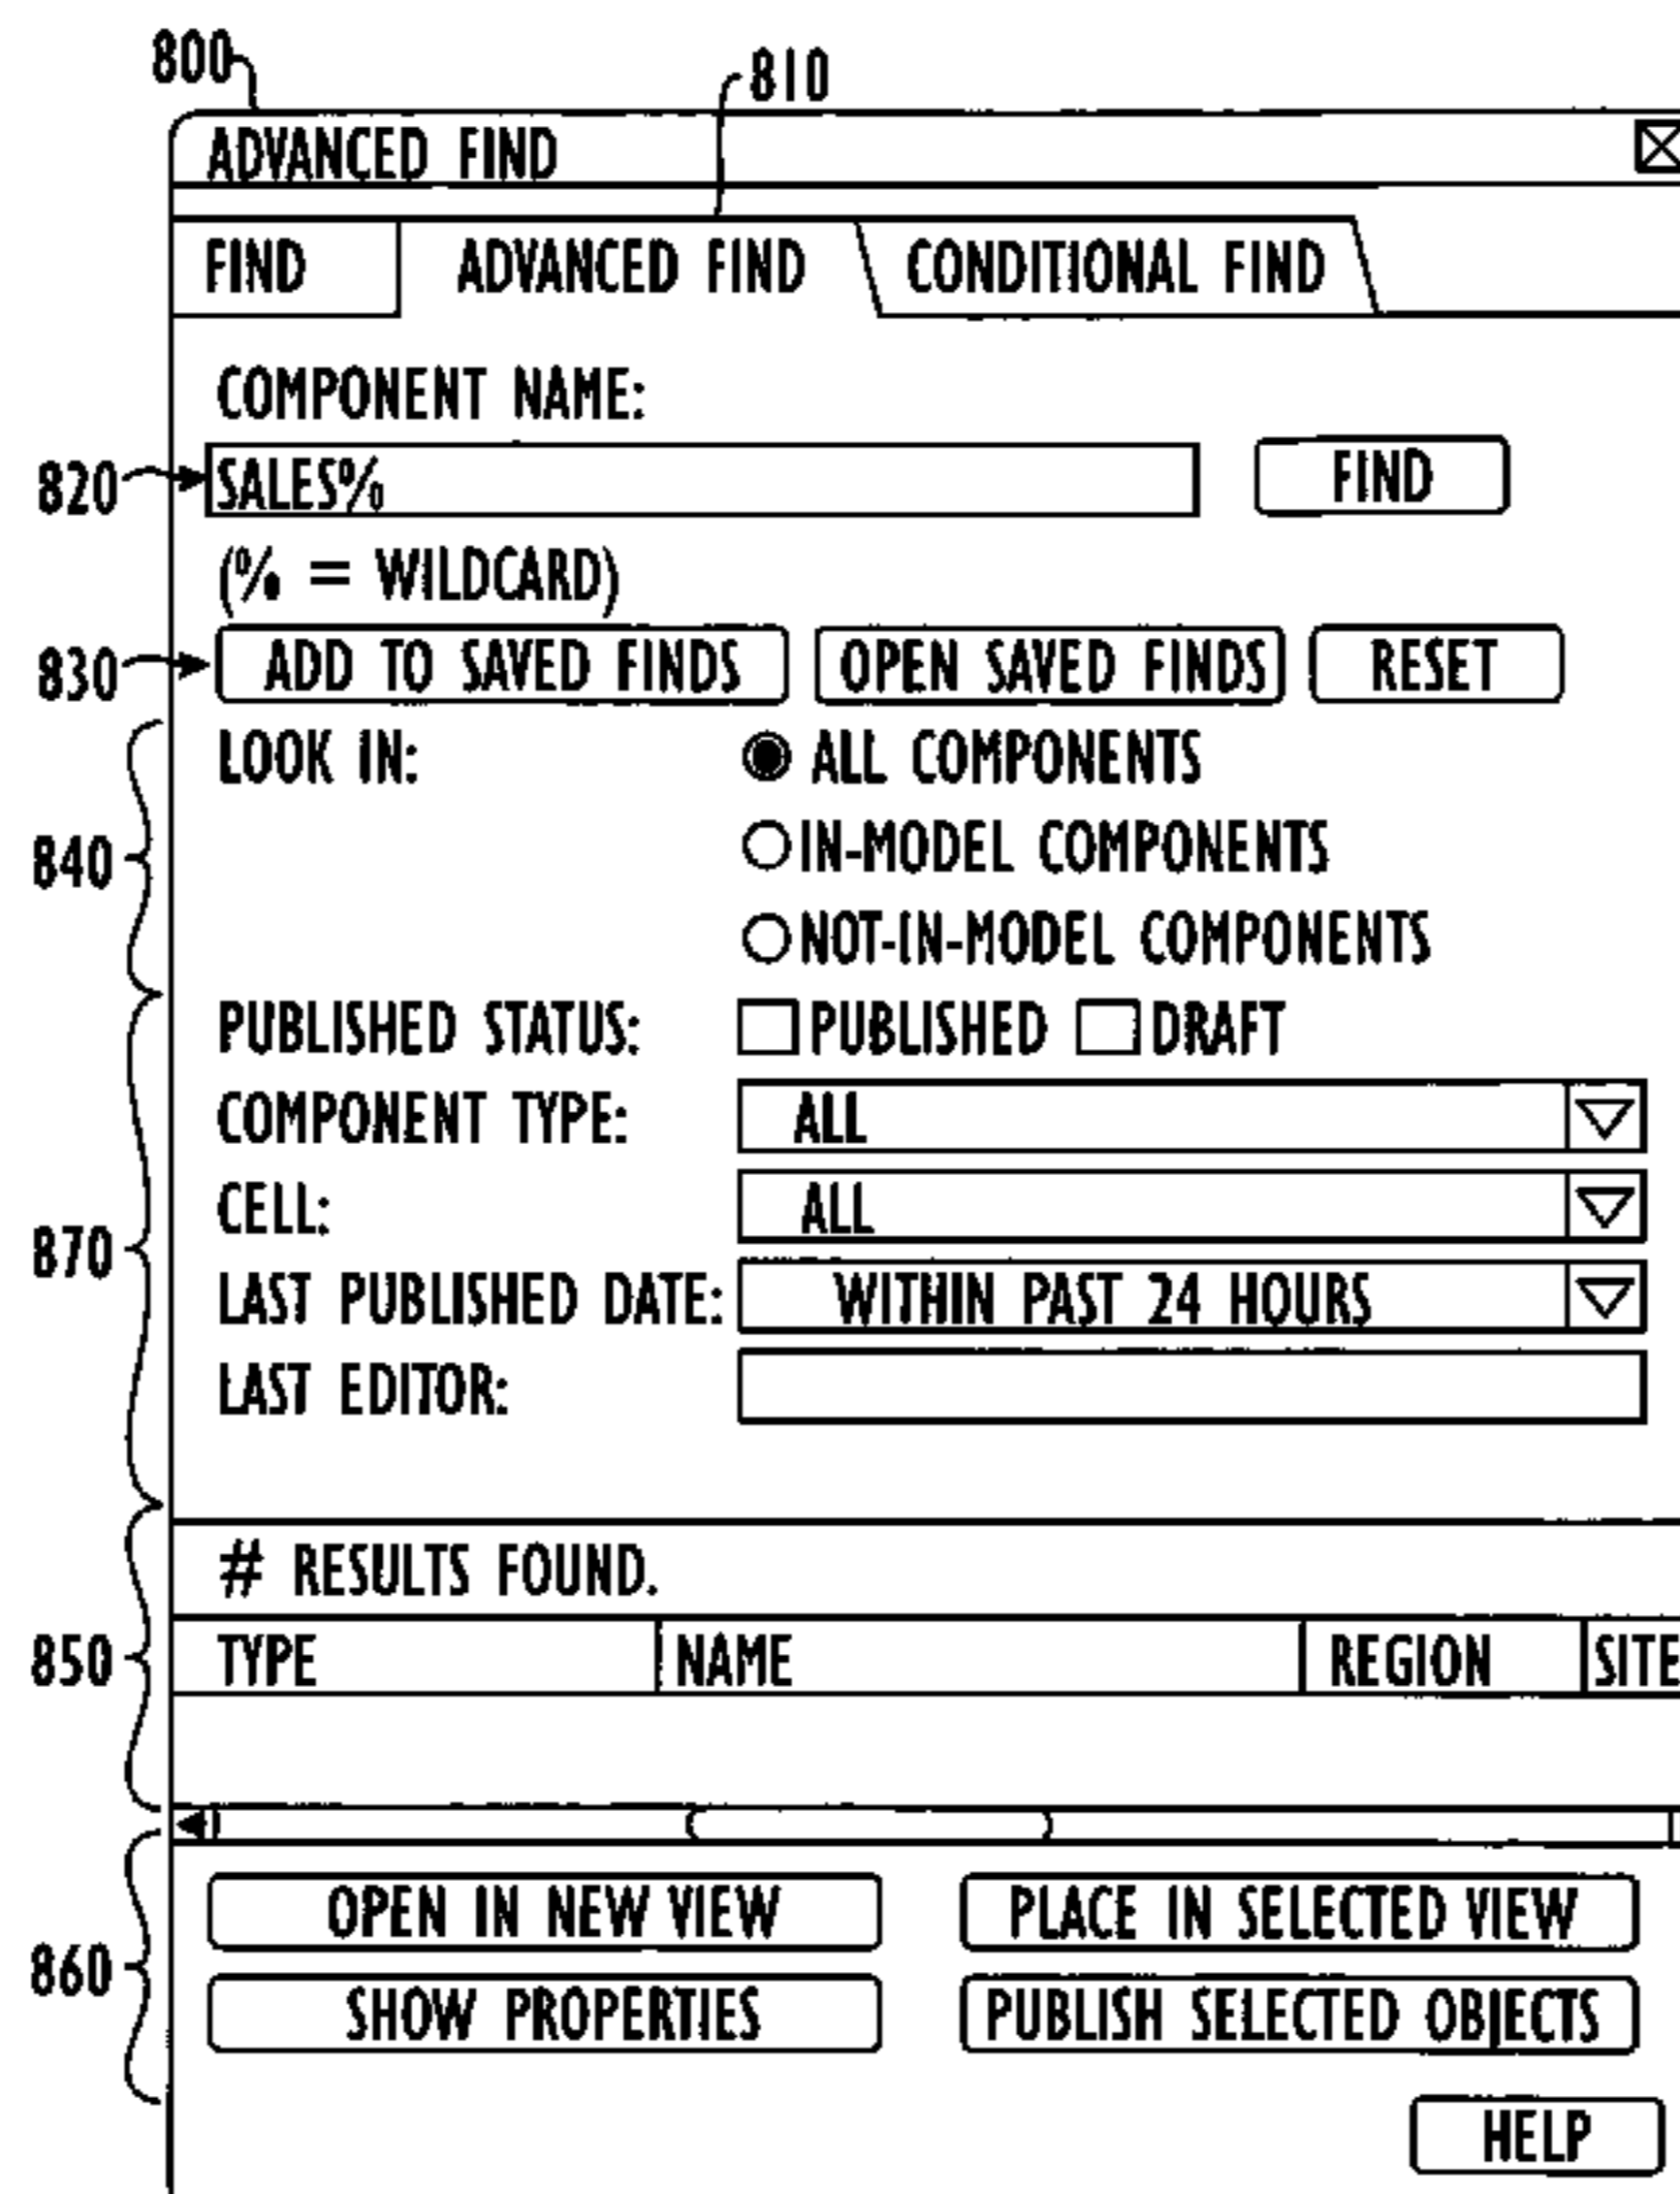 800
810
ADVANCED FIND
FIND ADVANCED FIND CONDITIONAL FIND
COMPONENT NAME:
820 SALES% FIND
(% = WILDCARD)
830 ADD TO SAVED FINDS OPEN SAVED FINDS RESET
LOOK IN: ALL COMPONENTS
840 IN-MODEL COMPONENTS
NOT-IN-MODEL COMPONENTS
PUBLISHED STATUS: PUBLISHED DRAFT
COMPONENT TYPE: ALL
CELL: ALL
870
LAST PUBLISHED DATE: WITHIN PAST 24 HOURS
LAST EDITOR:
# RESULTS FOUND.
850 TYPE NAME REGION SITE
OPEN IN NEW VIEW PLACE IN SELECTED VIEW
860
SHOW PROPERTIES PUBLISH SELECTED OBJECTS
HELP